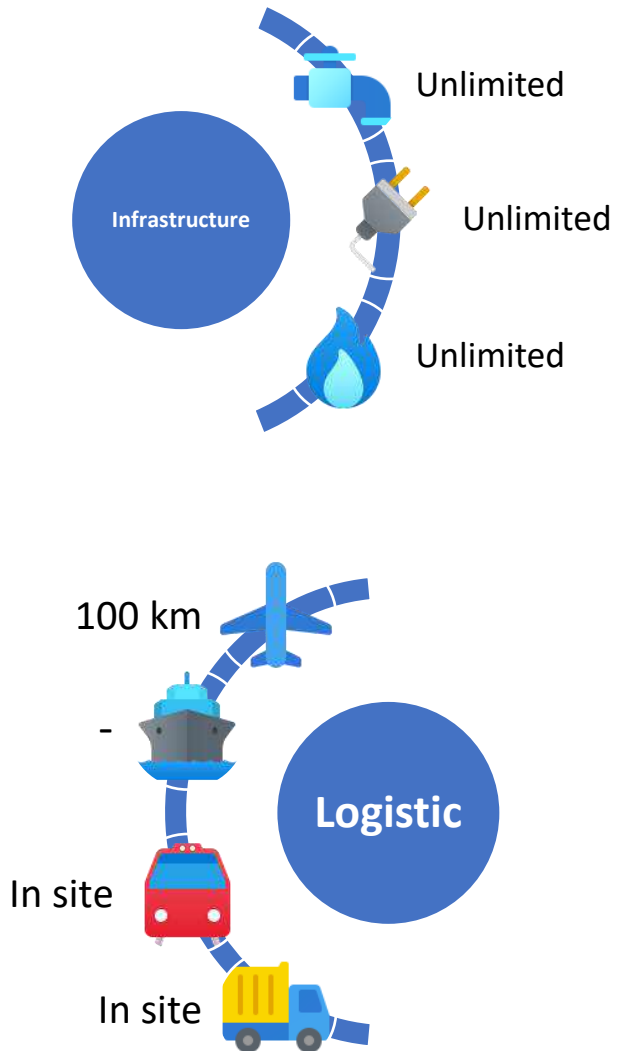 Unlimited
Infrastructure
Unlimited
Unlimited
100 km
-
Logistic
In site
In site